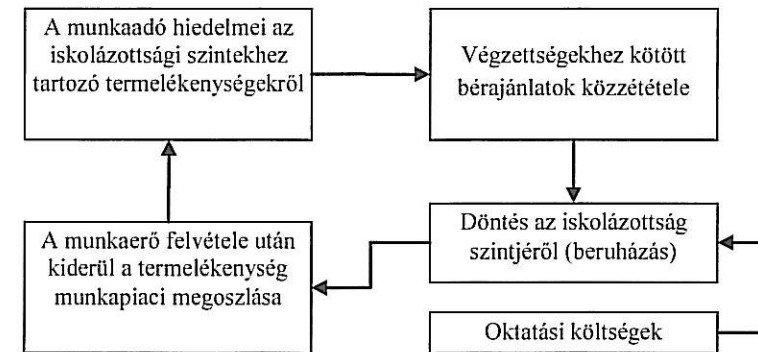 A munkaadó hiedelmei az
iskolázottsági szintekhez
tartozó termelékenységekről
Végzettségekhez kötött
bérajánlatok közzététele
Döntés az iskolázottság
szintjéről (beruházás)
A munkaerő felvétele után
kiderül a termelékenység
munkapiaci megoszlása
Oktatási költségek